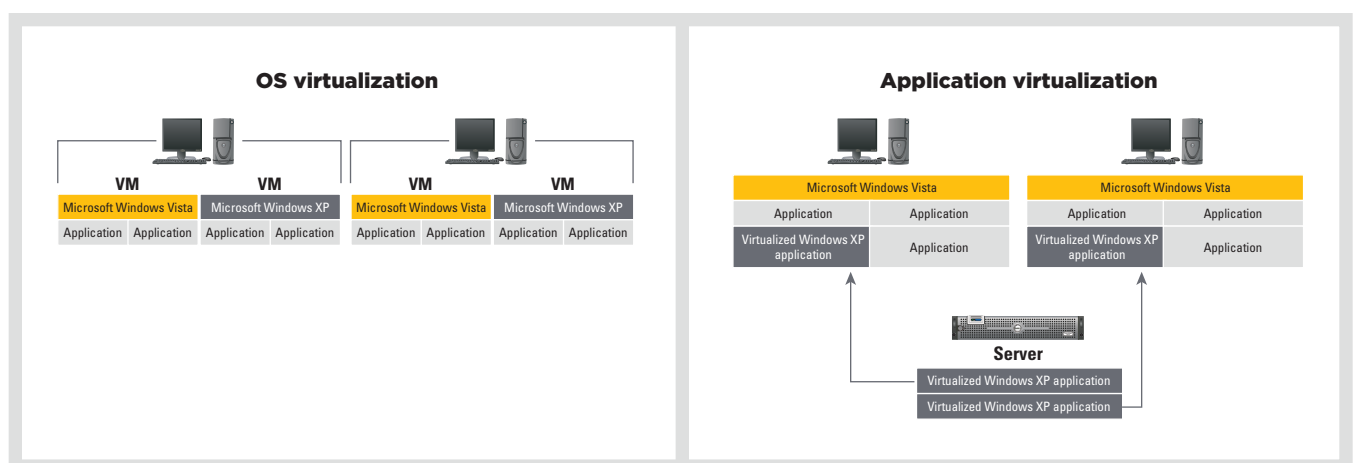 OS virtualization
VM
VM
VM
VM
Microsoft Windows Vista
Microsoft Windows XP
Microsoft Windows Vista
Microsoft Windows XP
Application
Application
Application
Application
Application
Application
Application
Application
Application virtualization
Microsoft Windows Vista
Microsoft Windows Vista
Application
Application
Application
Application
Virtualized Windows XP
application
Application
Virtualized Windows XP
application
Application
Server
Virtualized Windows XP application
Virtualized Windows XP application